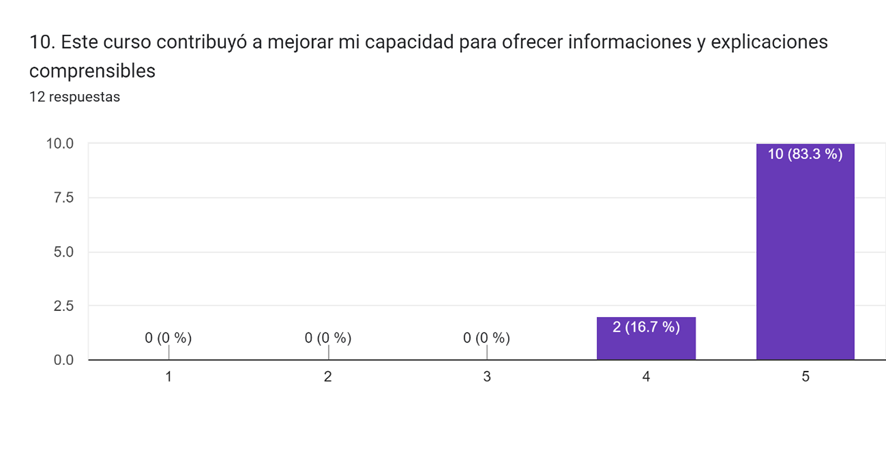 10. Este curso contribuyó a mejorar mi capacidad para ofrecer informaciones y explicaciones
comprensibles
12 respuestas
10.0
10 (83.3 %)
7.5
5.0
2.5
2 (16.7 %)
0 (0 %)
0 (0 %)
0 (0 %)
0.0
1
2
3
4
5